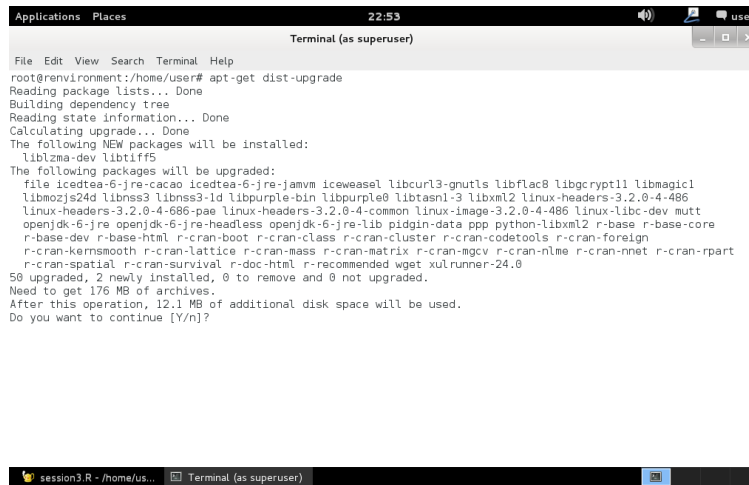 Applications Places 22:53 use
Terminal (as superuser)
File Edit View Search Terminal Help
root@renvironment:/home/user# apt-get dist-upgrade
Reading package lists... Done
Building dependency tree
Reading state information... Done
Calculating upgrade... Done
The following NEW packages will be installed:
liblzma-dev libtiff5
The following packages will be upgraded:
file icedtea-6-jre-cacao icedtea-6-jre-jamvm iceweasel libcurl3-gnutls libflac8 libgcrypt11 libmagic1
libmozjs24d libnss3 libnss3-1d libpurple-bin libpurple0 libtasn1-3 libxml2 linux-headers-3.2.0-4-486
linux-headers-3.2.0-4-686-pae linux-headers-3.2.0-4-common linux-image-3.2.0-4-486 linux-libc-dev mutt
openjdk-6-jre openjdk-6-jre-headless openjdk-6-jre-lib pidgin-data ppp python-libxml2 r-base r-base-core
r-base-dev r-base-html r-cran-boot r-cran-class r-cran-cluster r-cran-codetools r-cran-foreign
r-cran-kernsmooth r-cran-lattice r-cran-mass r-cran-matrix r-cran-mgcv r-cran-nlme r-cran-nnet r-cran-rpart
r-cran-spatial r-cran-survival r-doc-html r-recommended wget xulrunner-24.0
50 upgraded, 2 newly installed, 0 to remove and 0 not upgraded.
Need to get 176 MB of archives.
After this operation, 12.1 MB of additional disk space will be used.
Do you want to continue [Y/n]?
session3.R - /home/us... Terminal (as superuser)